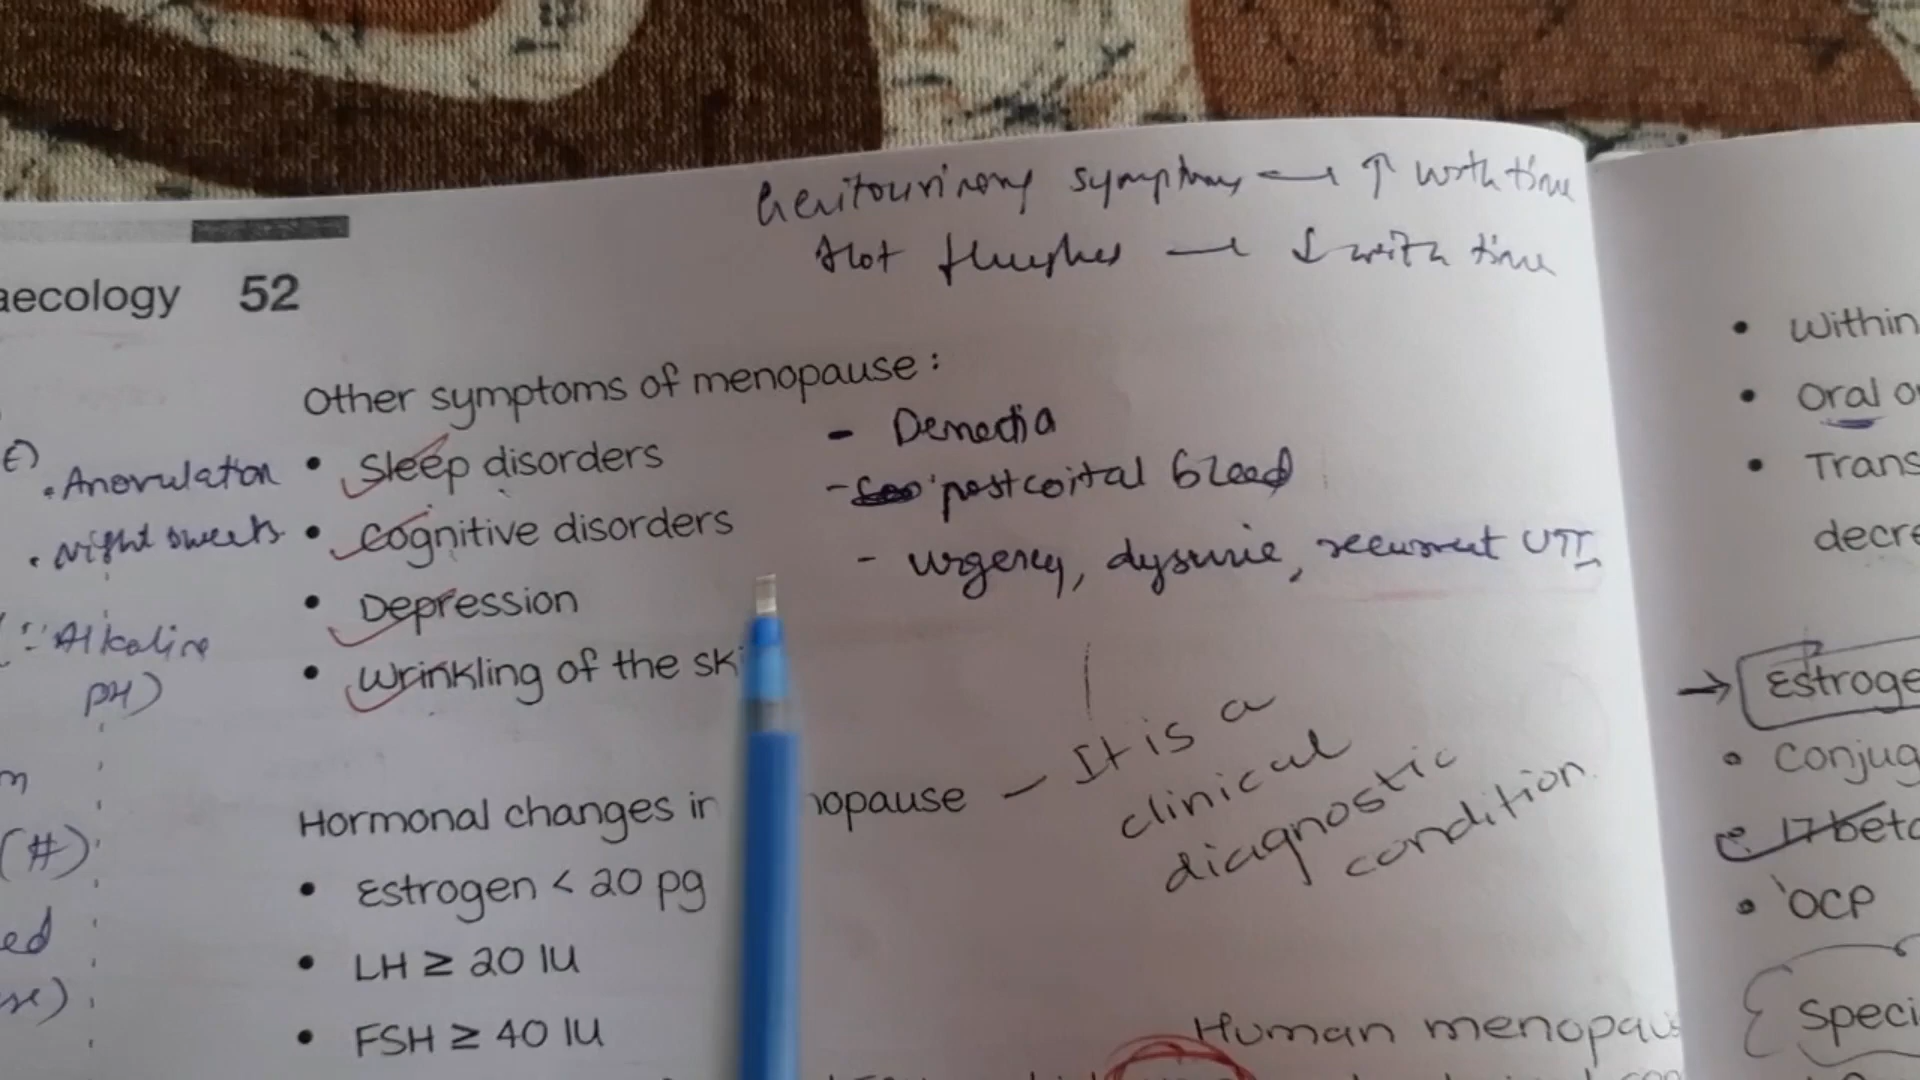 Genitourinary symptoms → ↑ with time
Hot flushes → ↓ with time
aecology 52
Other symptoms of menopause :
• Sleep disorders
• Cognitive disorders
• Depression
• Wrinkling of the ski
- Dementia
- postcoital bleed
- urgency, dysuria, recurrent UTI
. Anovulation
. Night sweats
(∵ Alkaline
pH)
(#)
ed
Hormonal changes in nopause — It is a
clinical
diagnostic
condition.
• Estrogen < 20 pg
• LH ≥ 20 IU
• FSH ≥ 40 IU
Human menopau
• Within
• Oral o
• Trans
decre
→ Estroge
• Conjug
17 beta
• OCP
Speci